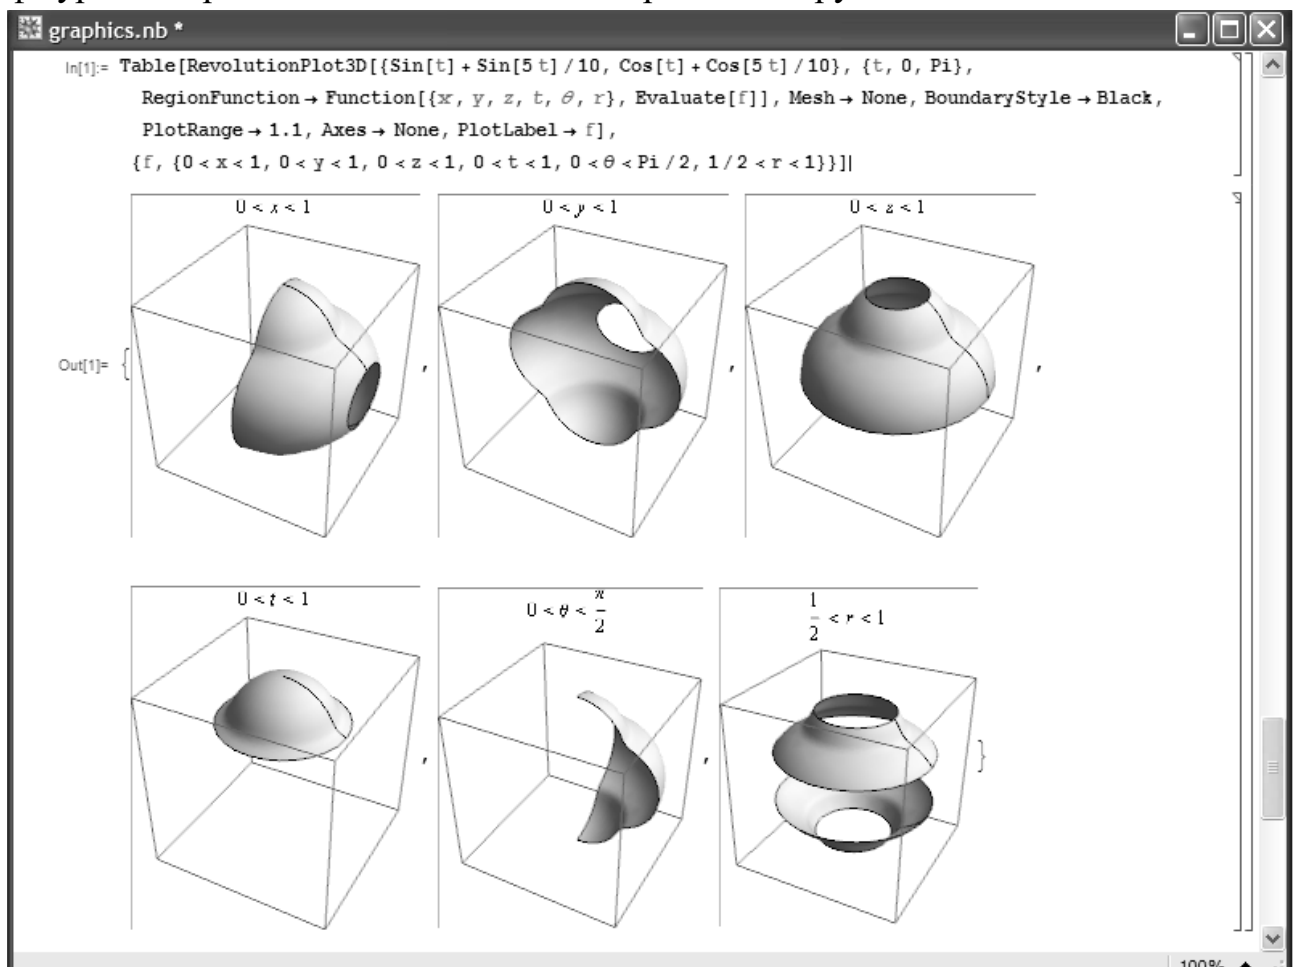 graphics.nb *
In[1]:= Table[RevolutionPlot3D[{Sin[t] + Sin[5 t] / 10, Cos[t] + Cos[5 t] / 10}, {t, 0, Pi},
RegionFunction → Function[{x, y, z, t, θ, r}, Evaluate[f]], Mesh → None, BoundaryStyle → Black,
PlotRange → 1.1, Axes → None, PlotLabel → f],
{f, {0 < x < 1, 0 < y < 1, 0 < z < 1, 0 < t < 1, 0 < θ < Pi / 2, 1 / 2 < r < 1}}]
0 < x < 1 0 < y < 1 0 < z < 1
Out[1]= { , , ,
0 < t < 1 0 < θ < π/2 1/2 < r < 1
, , }
100%